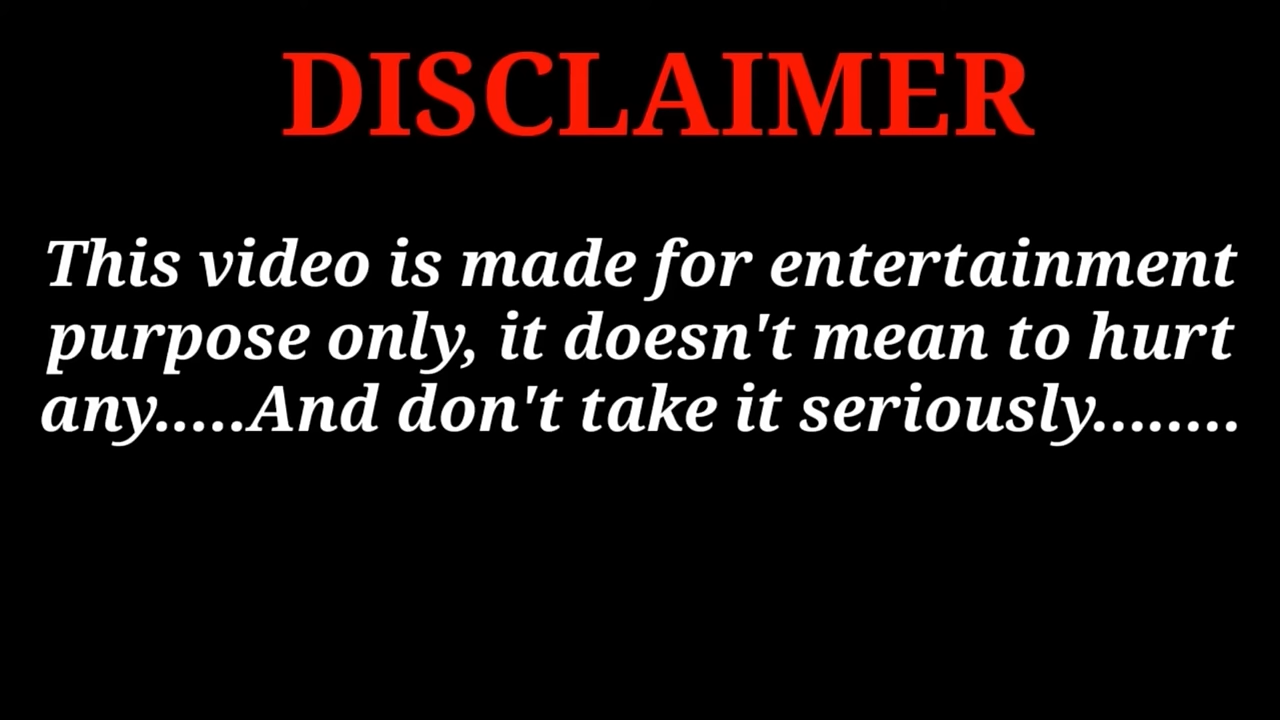 DISCLAIMER
This video is made for entertainment
purpose only, it doesn't mean to hurt
any.....And don't take it seriously........